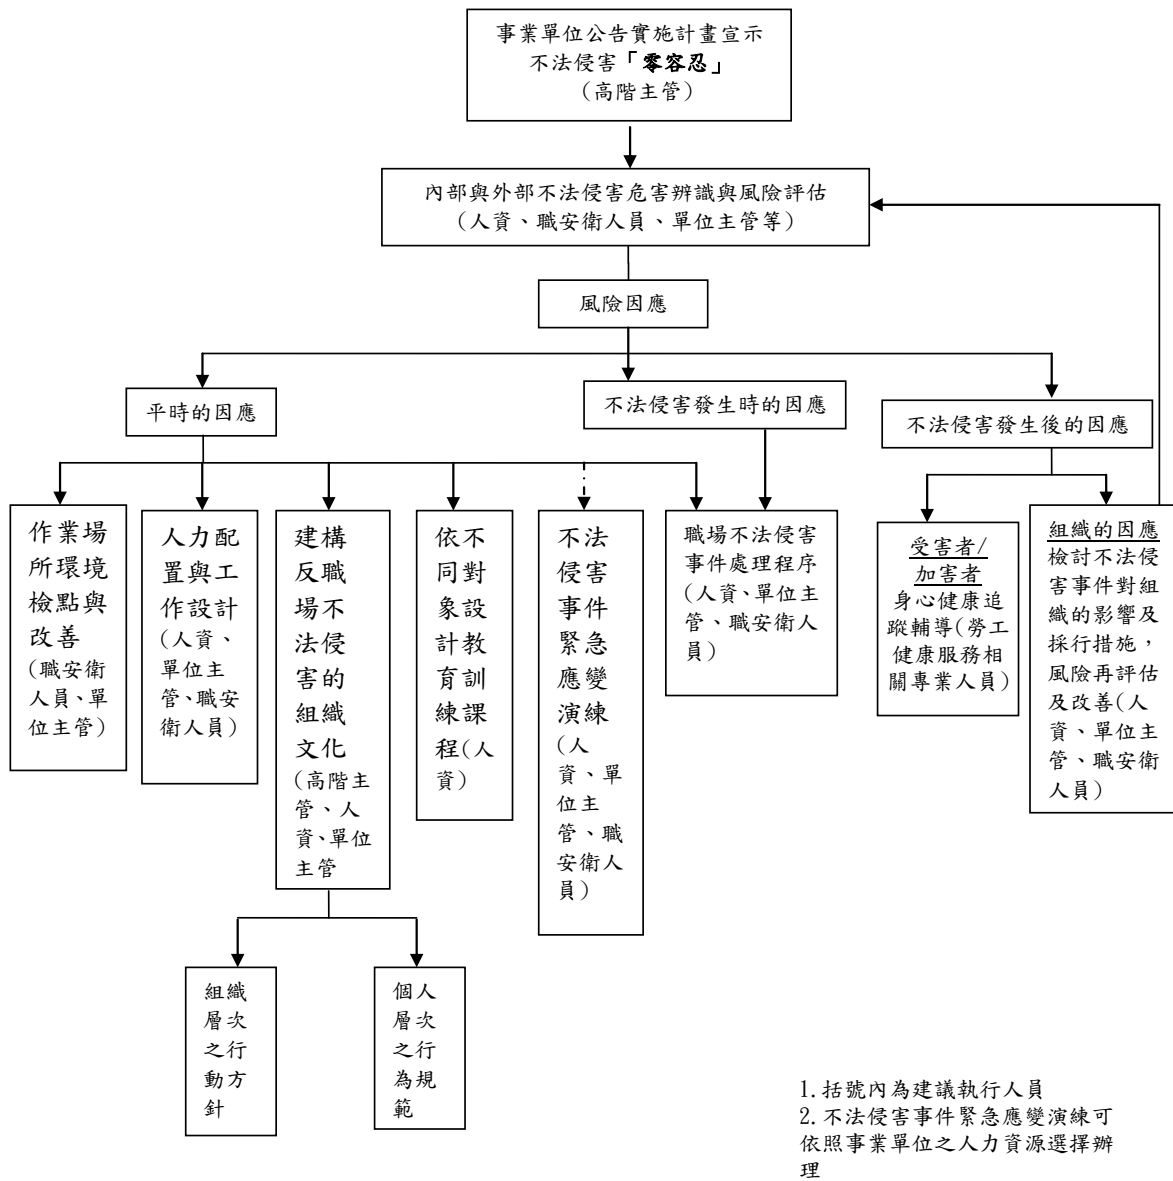 事業單位公告實施計畫宣示
不法侵害「零容忍」
(高階主管)
內部與外部不法侵害危害辨識與風險評估
(人資、職安衛人員、單位主管等)
風險因應
平時的因應
不法侵害發生時的因應
不法侵害發生後的因應
作業場
所環境
檢點與
改善
(職安衛
人員、單
位主管)
人力配
置與工
作設計
(人資、
單位主
管、職安
衛人員)
建構
反職
場不
法侵
害的
組織
文化
(高階主
管、人
資、單位
主管
依不
同對
象設
計教
育訓
練課
程(人
資)
不法
侵害
事件
緊急
應變
演練
(人
資、單
位主
管、職
安衛人
員)
職場不法侵害
事件處理程序
(人資、單位主
管、職安衛人
員)
受害者/
加害者
身心健康追
蹤輔導(勞工
健康服務相
關專業人員)
組織的因應
檢討不法侵
害事件對組
織的影響及
採行措施,
風險再評估
及改善(人
資、單位主
管、職安衛
人員)
組織
層次
之行
動方
針
個人
層次
之行
為規
範
1.括號內為建議執行人員
2.不法侵害事件緊急應變演練可
依照事業單位之人力資源選擇辦
理